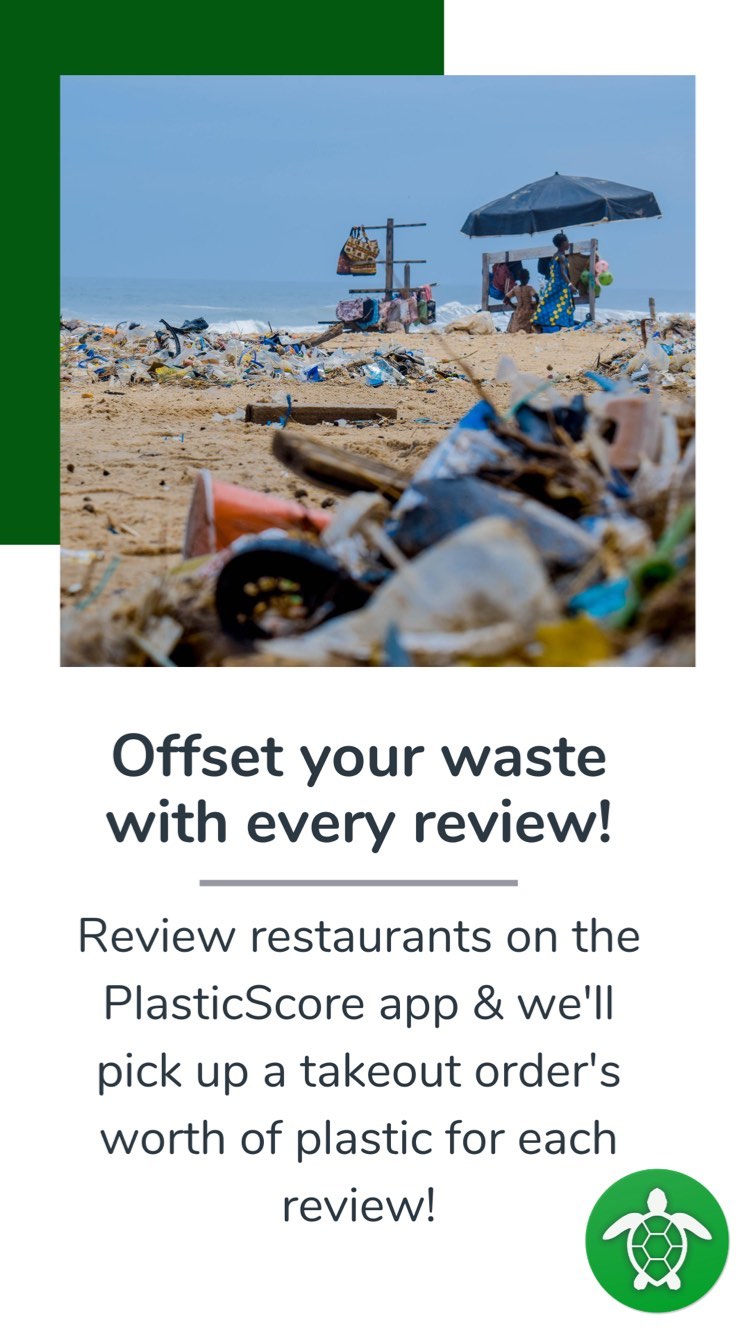 Offset your waste
with every review!
Review restaurants on the
PlasticScore app & we'll
pick up a takeout order's
worth of plastic for each
review!